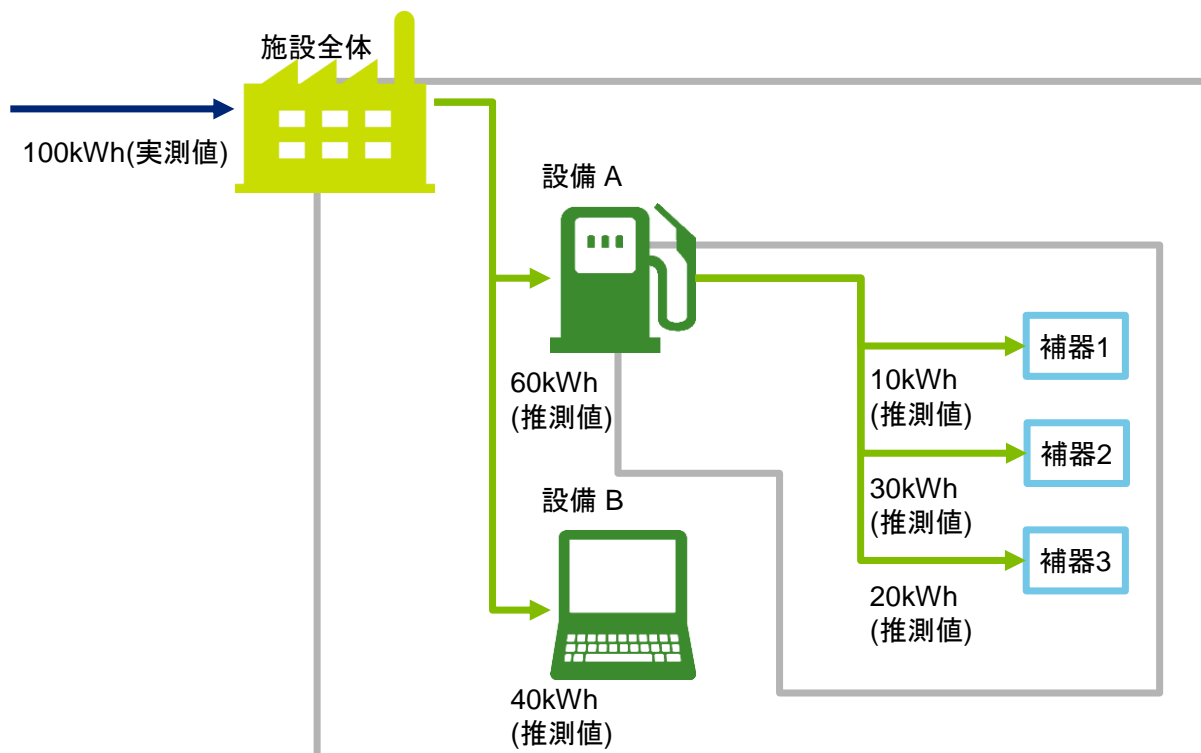 施設全体
100kWh(実測値)
設備 A
60kWh
(推測値)
補器1
10kWh
(推測値)
補器2
30kWh
(推測値)
補器3
20kWh
(推測値)
設備 B
40kWh
(推測値)